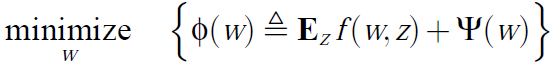 minimize { ϕ(w) ≜ E_z f(w, z) + Ψ(w) }
w